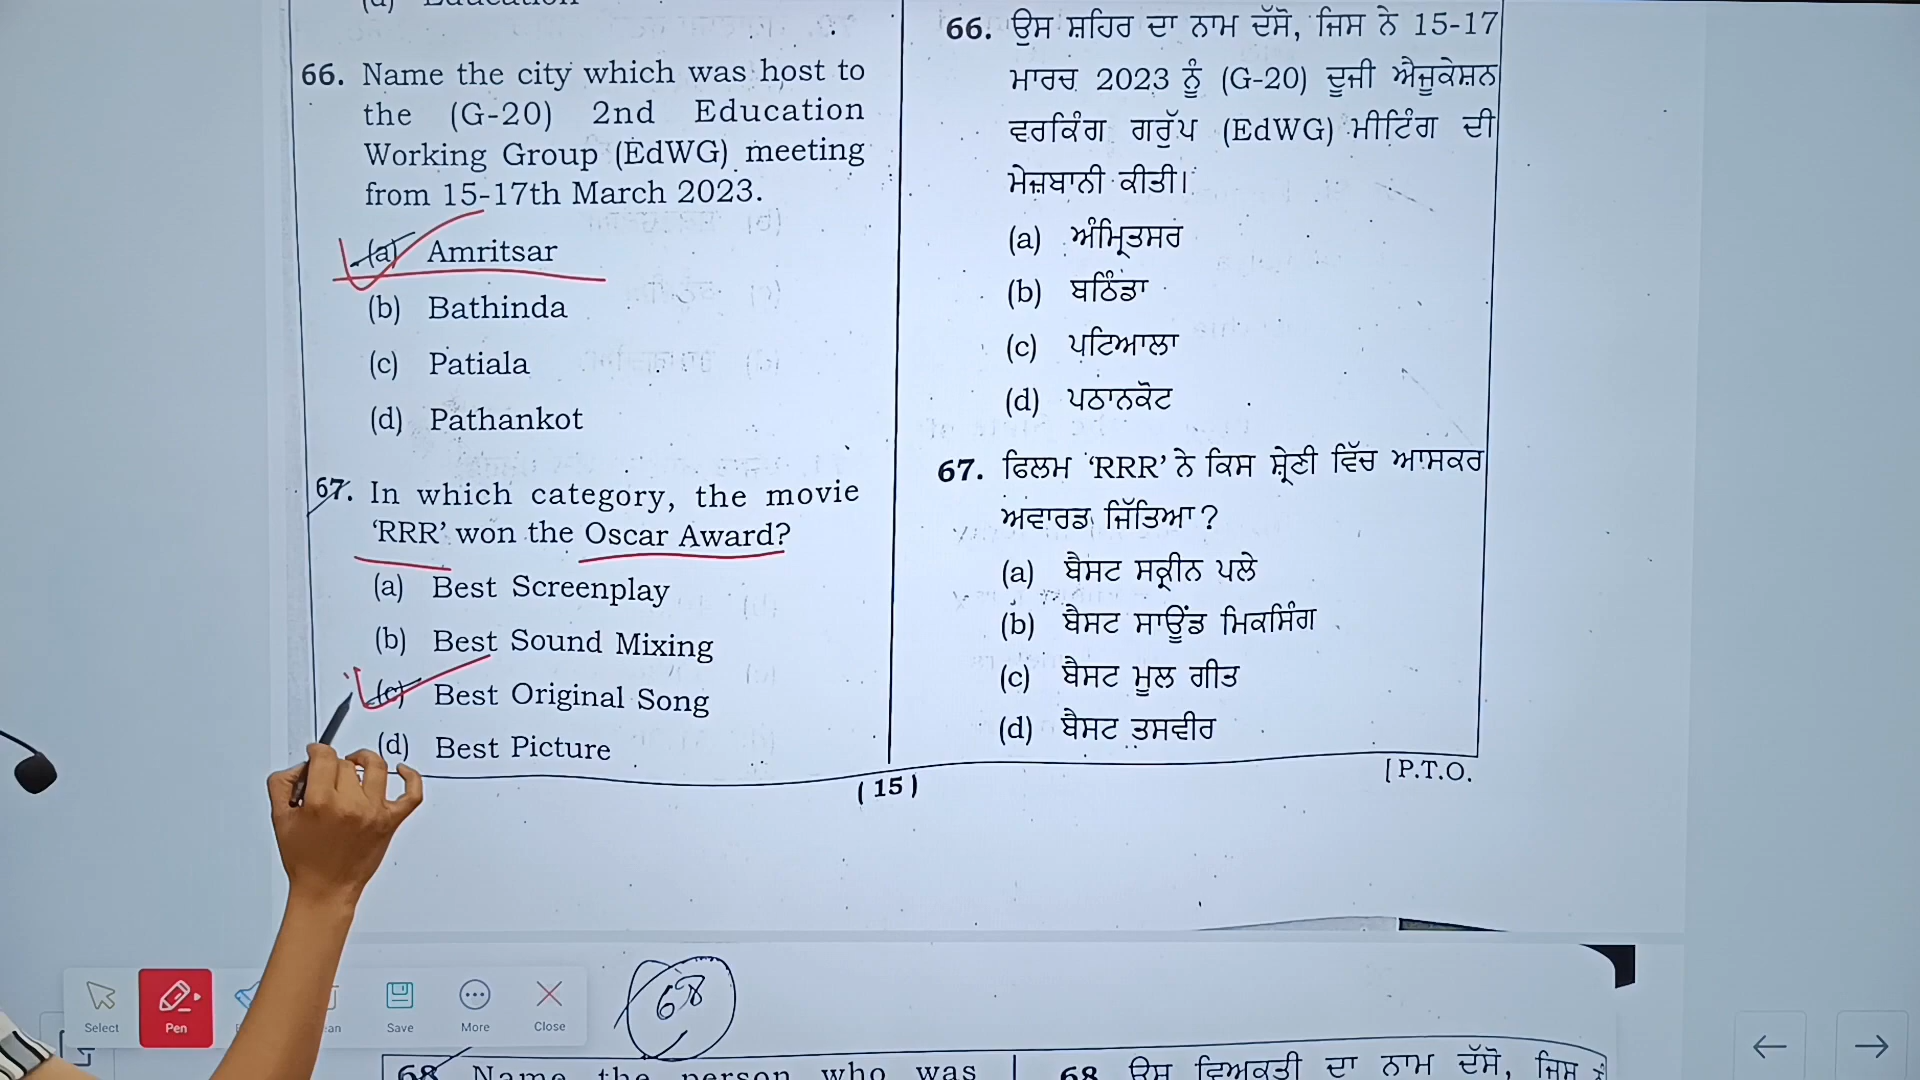 66. Name the city which was host to
the (G-20) 2nd Education
Working Group (EdWG) meeting
from 15-17th March 2023.
(a) Amritsar
(b) Bathinda
(c) Patiala
(d) Pathankot
67. In which category, the movie
‘RRR’ won the Oscar Award?
(a) Best Screenplay
(b) Best Sound Mixing
(c) Best Original Song
(d) Best Picture
66. ਉਸ ਸ਼ਹਿਰ ਦਾ ਨਾਮ ਦੱਸੋ, ਜਿਸ ਨੇ 15-17
ਮਾਰਚ 2023 ਨੂੰ (G-20) ਦੂਜੀ ਐਜੂਕੇਸ਼ਨ
ਵਰਕਿੰਗ ਗਰੁੱਪ (EdWG) ਮੀਟਿੰਗ ਦੀ
ਮੇਜ਼ਬਾਨੀ ਕੀਤੀ।
(a) ਅੰਮ੍ਰਿਤਸਰ
(b) ਬਠਿੰਡਾ
(c) ਪਟਿਆਲਾ
(d) ਪਠਾਨਕੋਟ
67. ਫਿਲਮ ‘RRR’ ਨੇ ਕਿਸ ਸ਼੍ਰੇਣੀ ਵਿੱਚ ਆਸਕਰ
ਅਵਾਰਡ ਜਿੱਤਿਆ ?
(a) ਬੈਸਟ ਸਕ੍ਰੀਨ ਪਲੇ
(b) ਬੈਸਟ ਸਾਊਂਡ ਮਿਕਸਿੰਗ
(c) ਬੈਸਟ ਮੂਲ ਗੀਤ
(d) ਬੈਸਟ ਤਸਵੀਰ
( 15 )
[ P.T.O.
68
Select Pen Save More Close
68 Name the person who was
68 ਉਸ ਵਿਅਕਤੀ ਦਾ ਨਾਮ ਦੱਸੋ, ਜਿਸ ਨੇ